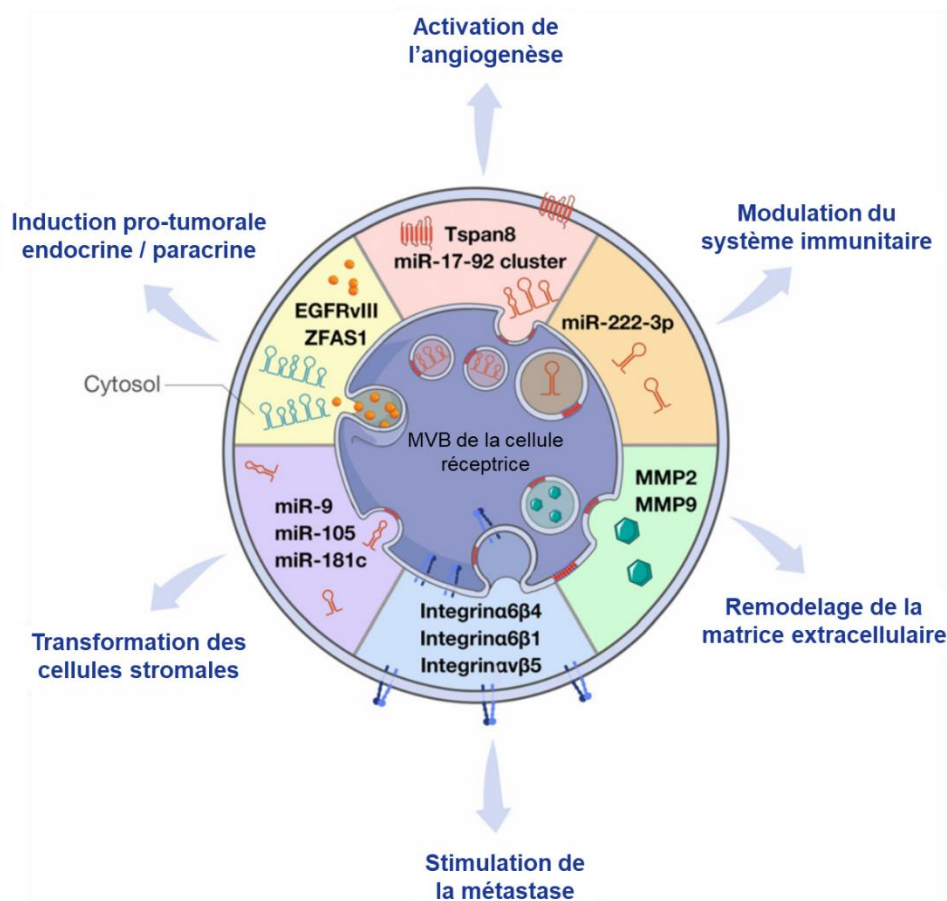 Activation de
l’angiogenèse
Induction pro-tumorale
endocrine / paracrine
Modulation du
système immunitaire
Tspan8
miR-17-92 cluster
EGFRvIII
ZFAS1
miR-222-3p
Cytosol
MVB de la cellule
réceptrice
MMP2
MMP9
miR-9
miR-105
miR-181c
Integrinα6β4
Integrinα6β1
Integrinαvβ5
Transformation des
cellules stromales
Remodelage de la
matrice extracellulaire
Stimulation de
la métastase